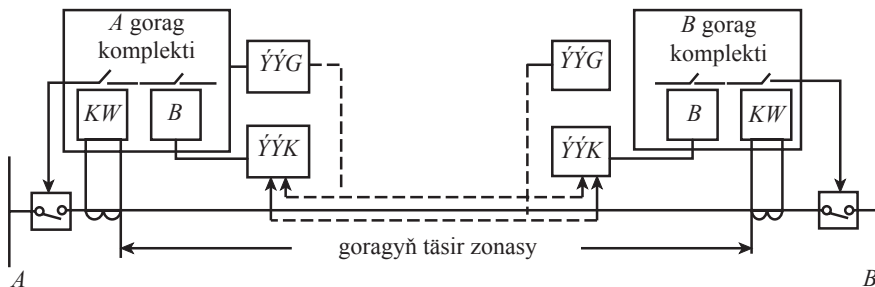 A gorag
komplekti
KW
B
ÝÝG
ÝÝK
ÝÝG
ÝÝK
B gorag
komplekti
B
KW
goragyň täsir zonasy
A
B